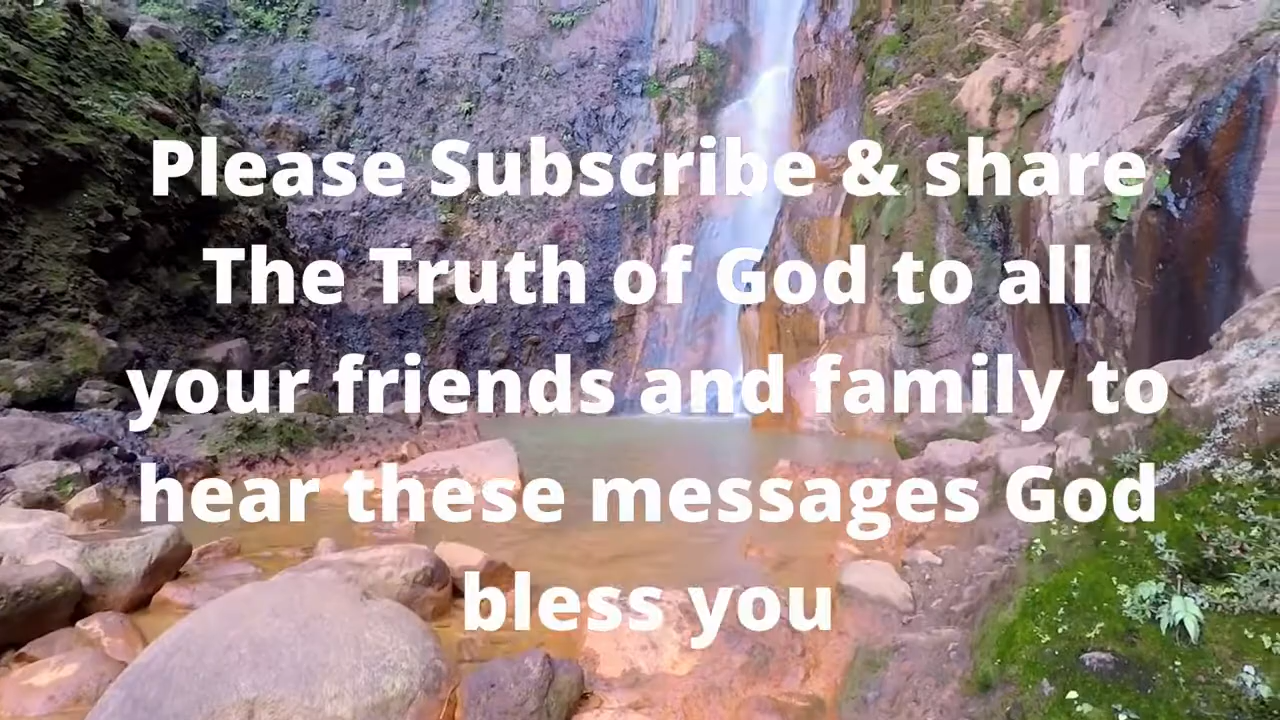 Please Subscribe & share
The Truth of God to all
your friends and family to
hear these messages God
bless you